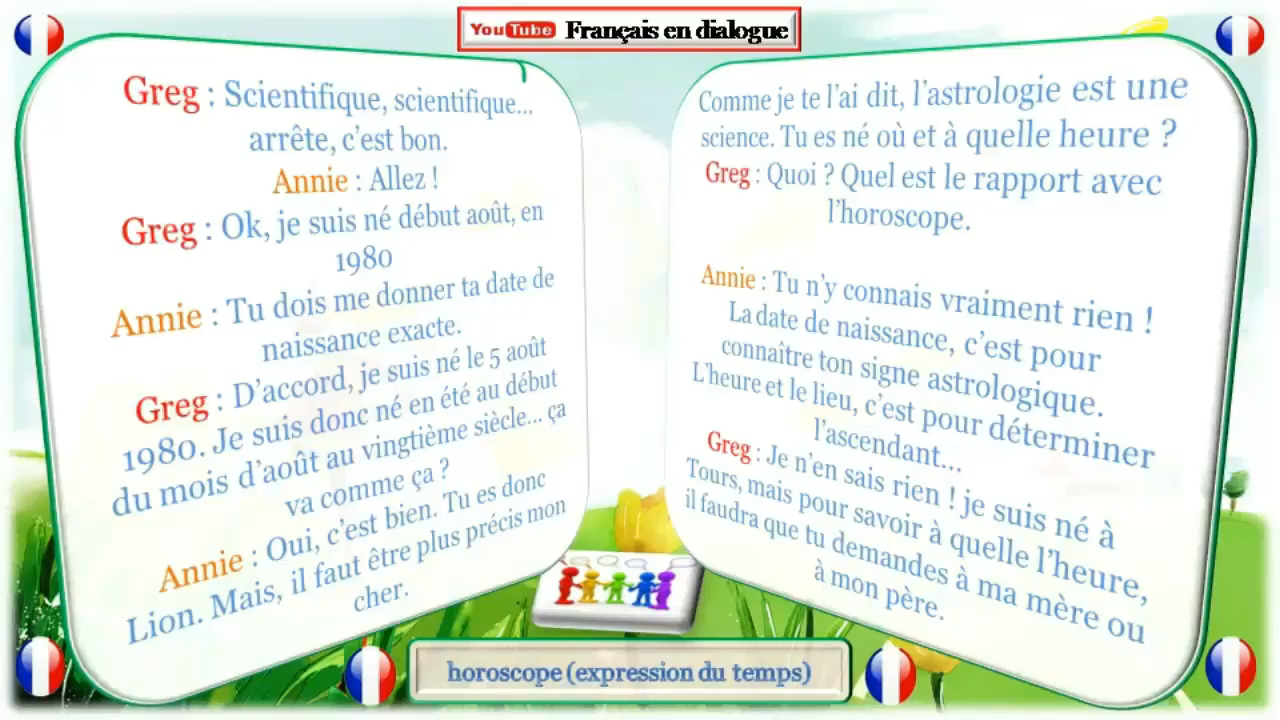 YouTube Français en dialogue
Greg : Scientifique, scientifique...
arrête, c'est bon.
Annie : Allez !
Greg : Ok, je suis né début août, en
1980
Annie : Tu dois me donner ta date de
naissance exacte.
Greg : D'accord, je suis né le 5 août
1980. Je suis donc né en été au début
du mois d'août au vingtième siècle... ça
va comme ça ?
Annie : Oui, c'est bien. Tu es donc
Lion. Mais, il faut être plus précis mon
cher.
Comme je te l'ai dit, l'astrologie est une
science. Tu es né où et à quelle heure ?
Greg : Quoi ? Quel est le rapport avec
l'horoscope.
Annie : Tu n'y connais vraiment rien !
La date de naissance, c'est pour
connaître ton signe astrologique.
L'heure et le lieu, c'est pour déterminer
l'ascendant...
Greg : Je n'en sais rien ! je suis né à
Tours, mais pour savoir à quelle l'heure,
il faudra que tu demandes à ma mère ou
à mon père.
horoscope (expression du temps)